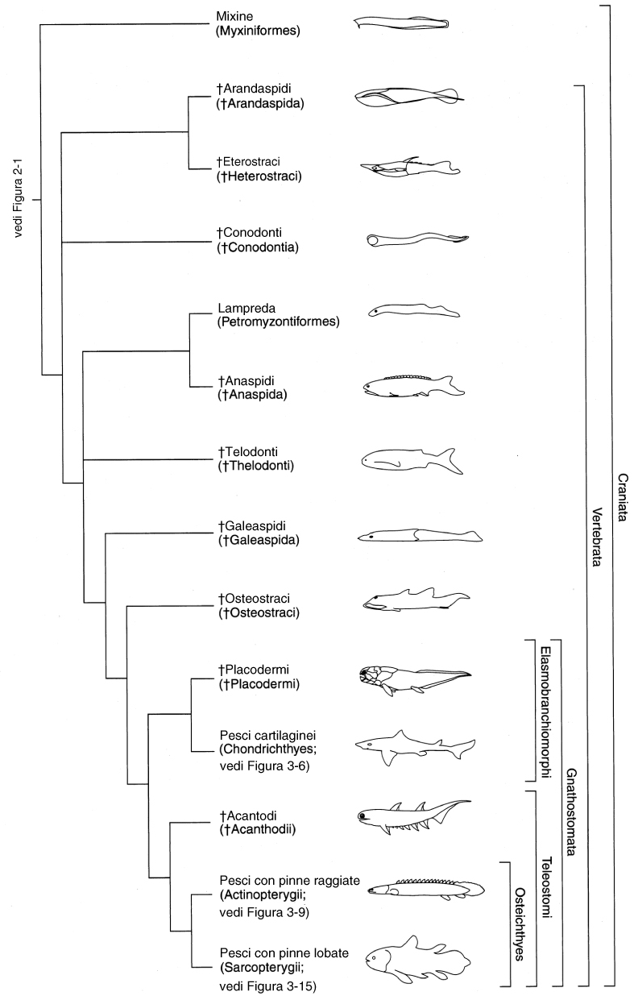 Mixine
(Myxiniformes)
†Arandaspidi
(†Arandaspida)
†Eterostraci
(†Heterostraci)
vedi Figura 2-1
†Conodonti
(†Conodontia)
Lampreda
(Petromyzontiformes)
†Anaspidi
(†Anaspida)
†Telodonti
(†Thelodonti)
†Galeaspidi
(†Galeaspida)
†Osteostraci
(†Osteostraci)
†Placodermi
(†Placodermi)
Pesci cartilaginei
(Chondrichthyes;
vedi Figura 3-6)
†Acantodi
(†Acanthodii)
Pesci con pinne raggiate
(Actinopterygii;
vedi Figura 3-9)
Pesci con pinne lobate
(Sarcopterygii;
vedi Figura 3-15)
Osteichthyes
Elasmobranchiomorphi
Teleostomi
Gnathostomata
Vertebrata
Craniata